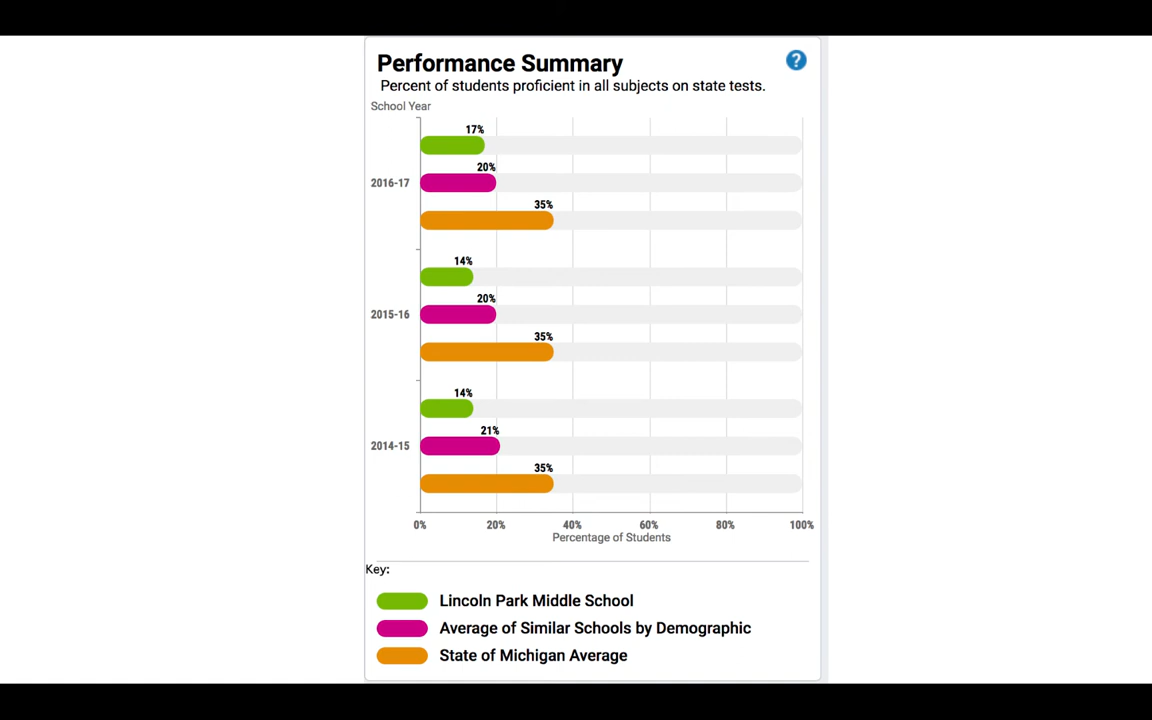 Performance Summary
?
Percent of students proficient in all subjects on state tests.
School Year
17%
20%
2016-17
35%
14%
20%
2015-16
35%
14%
21%
2014-15
35%
0% 20% 40% 60% 80% 100%
Percentage of Students
Key:
Lincoln Park Middle School
Average of Similar Schools by Demographic
State of Michigan Average